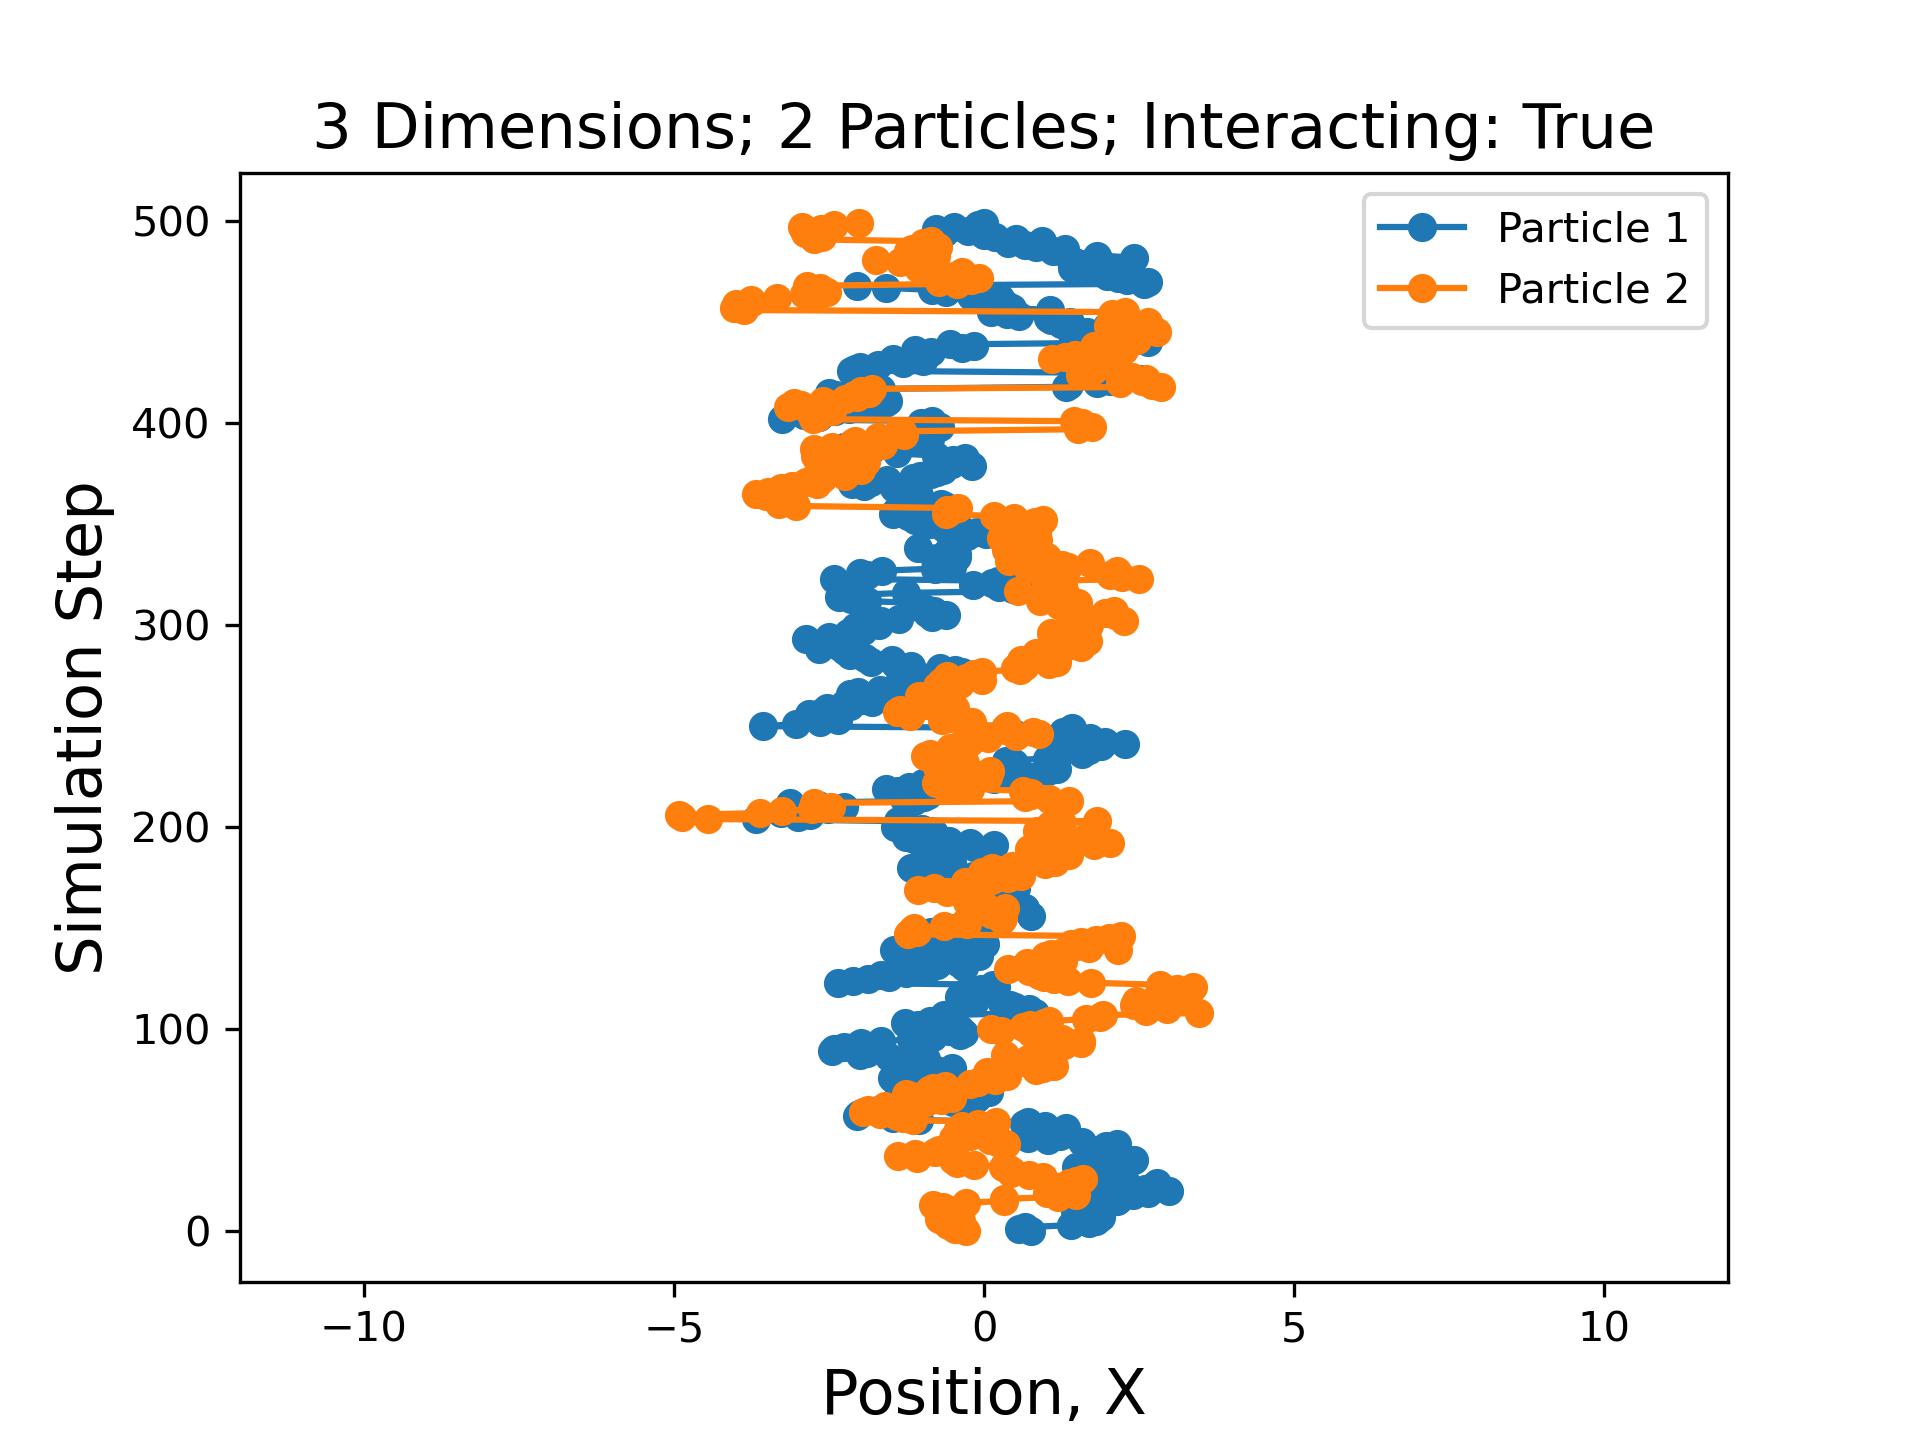 3 Dimensions; 2 Particles; Interacting: True
Particle 1
Particle 2
500
400
300
200
100
0
Simulation Step
−10
−5
0
5
10
Position, X